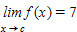 lim f(x) = 7
x → c